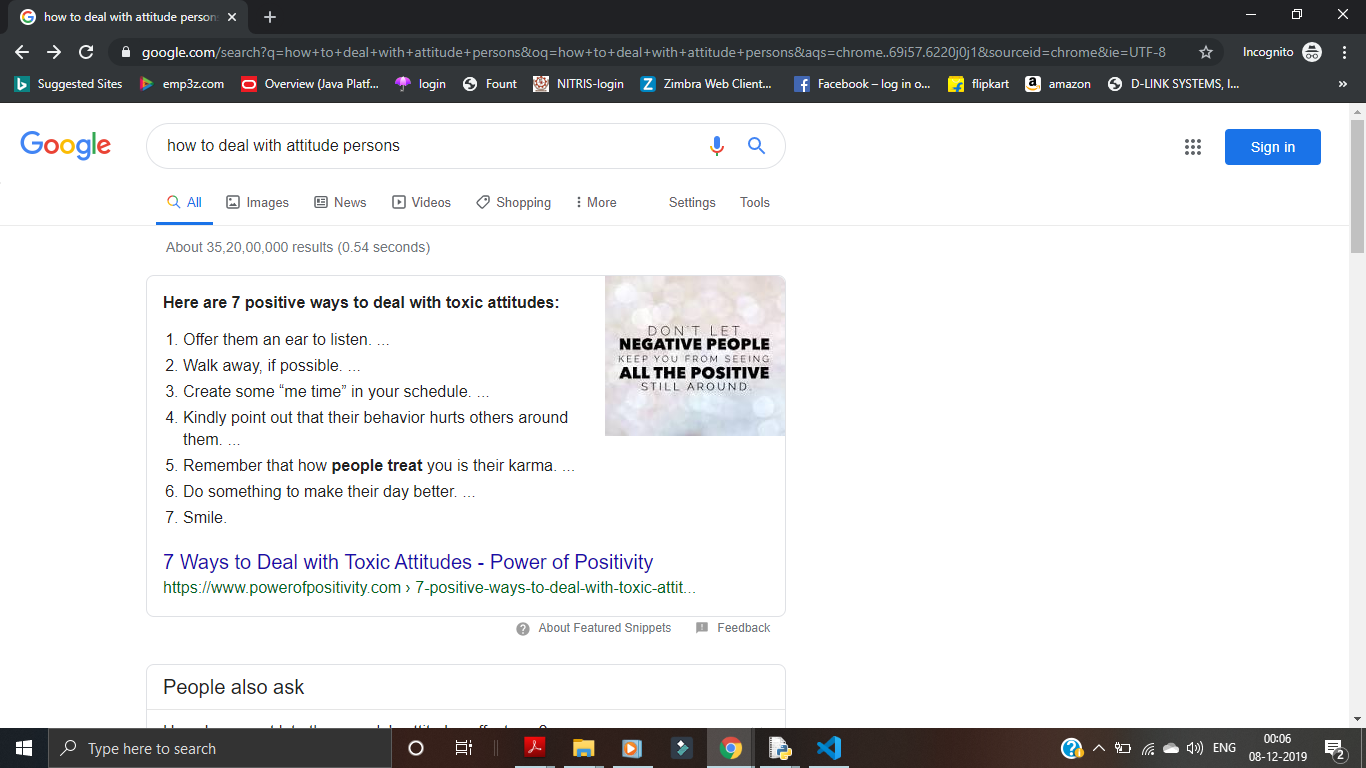 how to deal with attitude person
google.com/search?q=how+to+deal+with+attitude+persons&oq=how+to+deal+with+attitude+persons&aqs=chrome..69i57.6220j0j1&sourceid=chrome&ie=UTF-8
Incognito
Suggested Sites
emp3z.com
Overview (Java Platf...
login
Fount
NITRIS-login
Zimbra Web Client...
Facebook – log in o...
flipkart
amazon
D-LINK SYSTEMS, I...
»
Google
how to deal with attitude persons
Sign in
All
Images
News
Videos
Shopping
More
Settings
Tools
About 35,20,00,000 results (0.54 seconds)
Here are 7 positive ways to deal with toxic attitudes:
1. Offer them an ear to listen. ...
2. Walk away, if possible. ...
3. Create some “me time” in your schedule. ...
4. Kindly point out that their behavior hurts others around
them. ...
5. Remember that how people treat you is their karma. ...
6. Do something to make their day better. ...
7. Smile.
DON'T LET
NEGATIVE PEOPLE
KEEP YOU FROM SEEING
ALL THE POSITIVE
STILL AROUND.
7 Ways to Deal with Toxic Attitudes - Power of Positivity
https://www.powerofpositivity.com › 7-positive-ways-to-deal-with-toxic-attit...
About Featured Snippets
Feedback
People also ask
Type here to search
ENG
00:06
08-12-2019
2